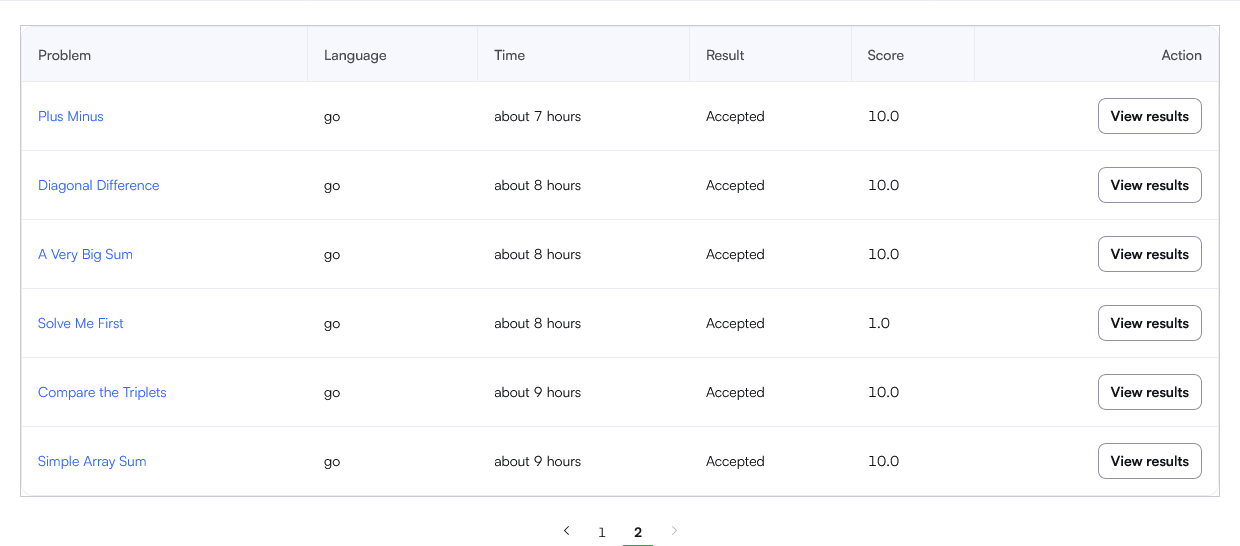 Problem Language Time Result Score Action
Plus Minus go about 7 hours Accepted 10.0 View results
Diagonal Difference go about 8 hours Accepted 10.0 View results
A Very Big Sum go about 8 hours Accepted 10.0 View results
Solve Me First go about 8 hours Accepted 1.0 View results
Compare the Triplets go about 9 hours Accepted 10.0 View results
Simple Array Sum go about 9 hours Accepted 10.0 View results
1 2